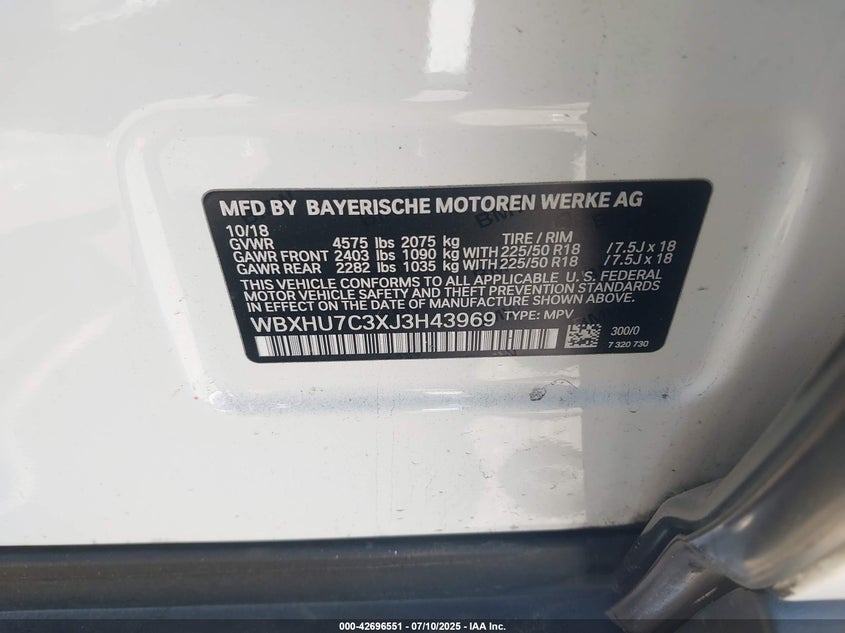 MFD BY BAYERISCHE MOTOREN WERKE AG
10/18 TIRE / RIM
GVWR 4575 lbs 2075 kg
GAWR FRONT 2403 lbs 1090 kg WITH 225/50 R18 / 7.5J x 18
GAWR REAR 2282 lbs 1035 kg WITH 225/50 R18 / 7.5J x 18
THIS VEHICLE CONFORMS TO ALL APPLICABLE U.S. FEDERAL
MOTOR VEHICLE SAFETY AND THEFT PREVENTION STANDARDS
IN EFFECT ON THE DATE OF MANUFACTURE SHOWN ABOVE.
WBXHU7C3XJ3H43969 TYPE: MPV
300/0
7 320 730
000-42696551 / 07/10/2025 - IAA Inc.